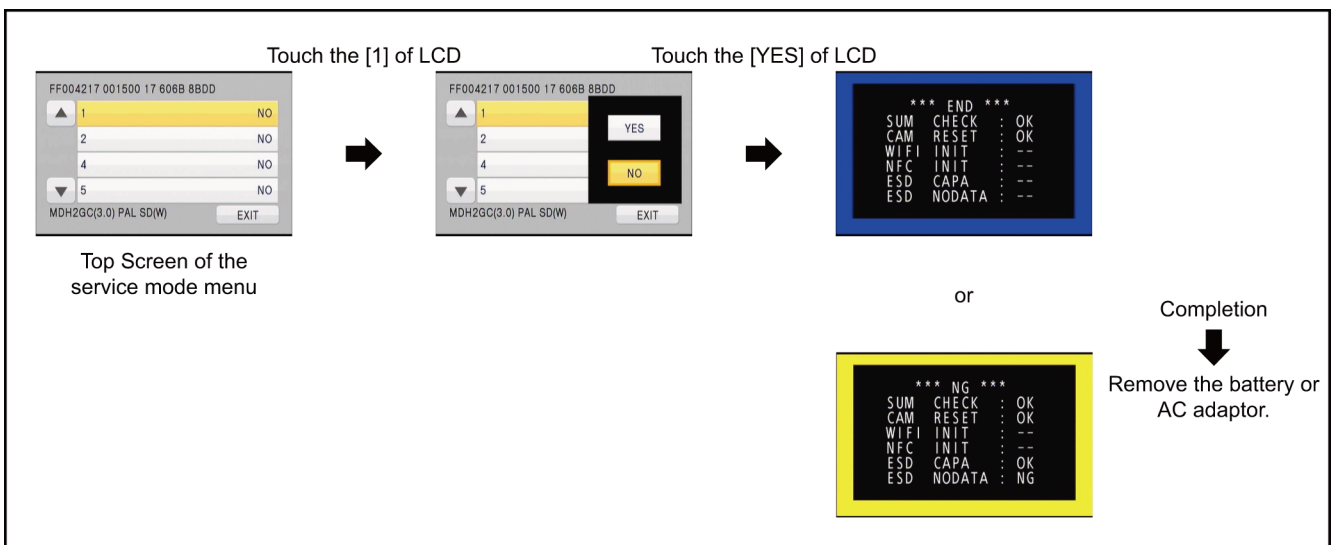 Touch the [1] of LCD
Touch the [YES] of LCD
FF004217 001500 17 606B 8BDD
1 NO
2 NO
4 NO
5 NO
MDH2GC(3.0) PAL SD(W) EXIT
Top Screen of the
service mode menu
FF004217 001500 17 606B 8BDD
1
2
4
5
YES
NO
MDH2GC(3.0) PAL SD(W) EXIT
*** END ***
SUM CHECK : OK
CAM RESET : OK
WIFI INIT : --
NFC INIT : --
ESD CAPA : --
ESD NODATA : --
or
*** NG ***
SUM CHECK : OK
CAM RESET : OK
WIFI INIT : --
NFC INIT : --
ESD CAPA : OK
ESD NODATA : NG
Completion
Remove the battery or
AC adaptor.